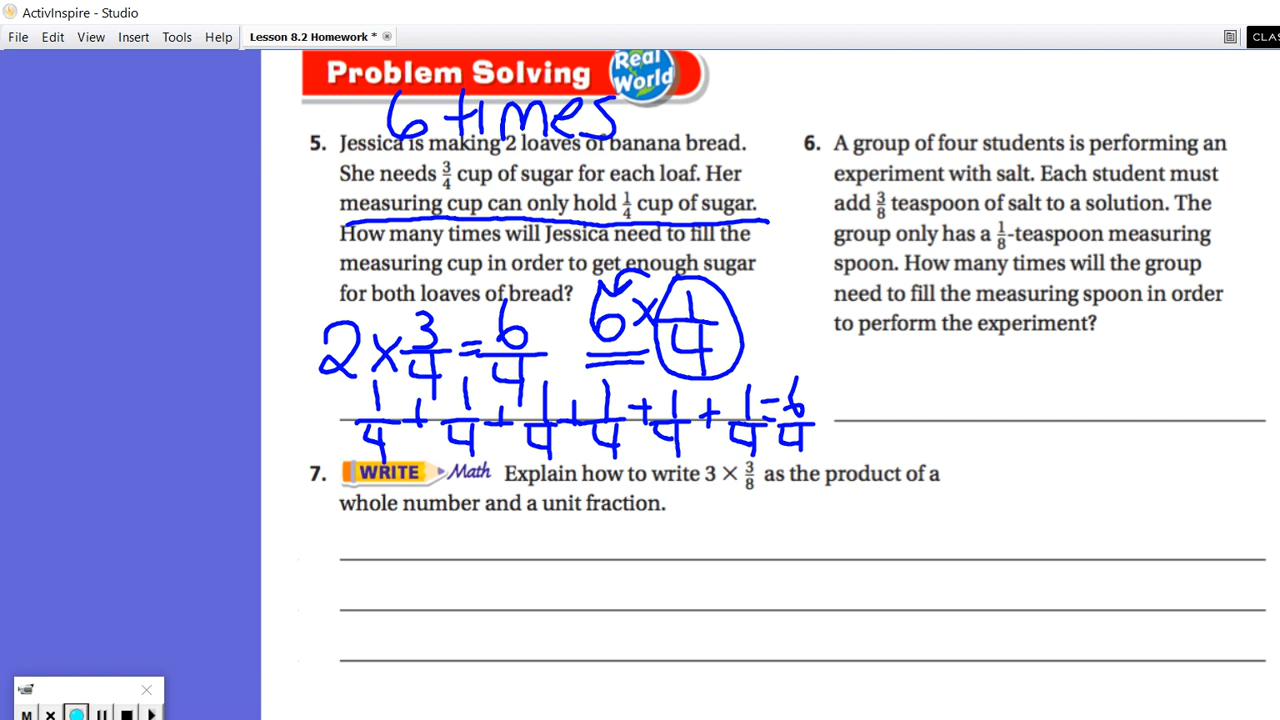 ActivInspire - Studio
File Edit View Insert Tools Help Lesson 8.2 Homework * CLAS
Problem Solving Real World
6 times
5. Jessica is making 2 loaves of banana bread.
She needs 3/4 cup of sugar for each loaf. Her
measuring cup can only hold 1/4 cup of sugar.
How many times will Jessica need to fill the
measuring cup in order to get enough sugar
for both loaves of bread?
6 × 1/4
2 × 3/4 = 6/4
1/4 + 1/4 + 1/4 + 1/4 + 1/4 + 1/4 = 6/4
6. A group of four students is performing an
experiment with salt. Each student must
add 3/8 teaspoon of salt to a solution. The
group only has a 1/8-teaspoon measuring
spoon. How many times will the group
need to fill the measuring spoon in order
to perform the experiment?
7. WRITE Math Explain how to write 3 × 3/8 as the product of a
whole number and a unit fraction.
M